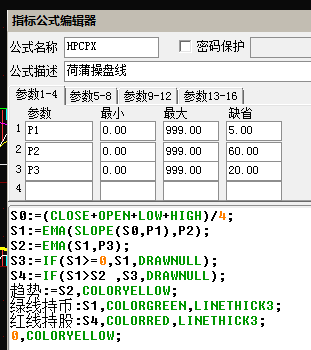 指标公式编辑器
公式名称 HPCPX 密码保护
公式描述 荷蒲操盘线
参数1-4 参数5-8 参数9-12 参数13-16
参数 最小 最大 缺省
1 P1 0.00 999.00 5.00
2 P2 0.00 999.00 60.00
3 P3 0.00 999.00 20.00
4
S0:=(CLOSE+OPEN+LOW+HIGH)/4;
S1:=EMA(SLOPE(S0,P1),P2);
S2:=EMA(S1,P3);
S3:=IF(S1>=0,S1,DRAWNULL);
S4:=IF(S1>S2 ,S3,DRAWNULL);
趋势:=S2,COLORYELLOW;
绿线持币:S1,COLORGREEN,LINETHICK3;
红线持股:S4,COLORRED,LINETHICK3;
0,COLORYELLOW;